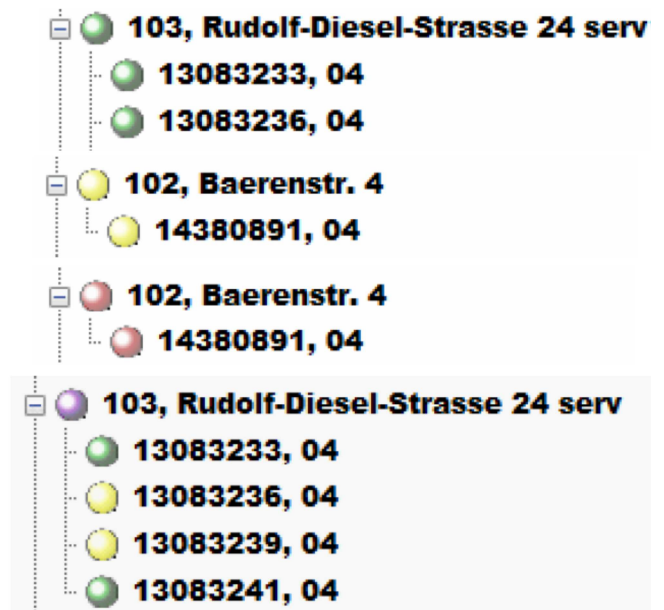 103, Rudolf-Diesel-Strasse 24 serv
13083233, 04
13083236, 04
102, Baerenstr. 4
14380891, 04
102, Baerenstr. 4
14380891, 04
103, Rudolf-Diesel-Strasse 24 serv
13083233, 04
13083236, 04
13083239, 04
13083241, 04